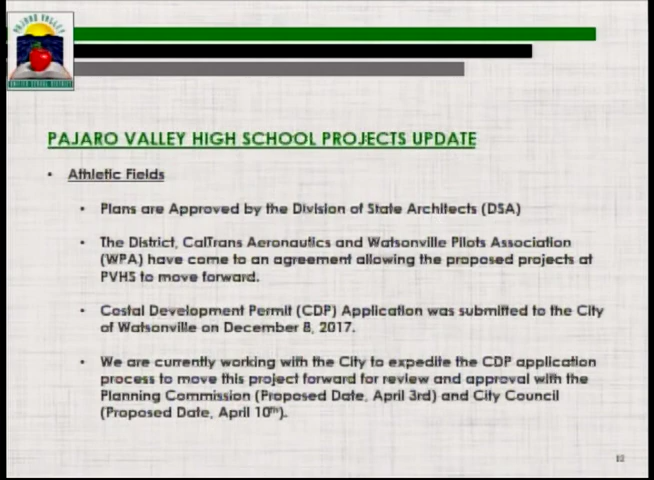 PAJARO VALLEY
PAJARO VALLEY HIGH SCHOOL PROJECTS UPDATE
• Athletic Fields
• Plans are Approved by the Division of State Architects (DSA)
• The District, CalTrans Aeronautics and Watsonville Pilots Association
(WPA) have come to an agreement allowing the proposed projects at
PVHS to move forward.
• Costal Development Permit (CDP) Application was submitted to the City
of Watsonville on December 8, 2017.
• We are currently working with the City to expedite the CDP application
process to move this project forward for review and approval with the
Planning Commission (Proposed Date, April 3rd) and City Council
(Proposed Date, April 10th).